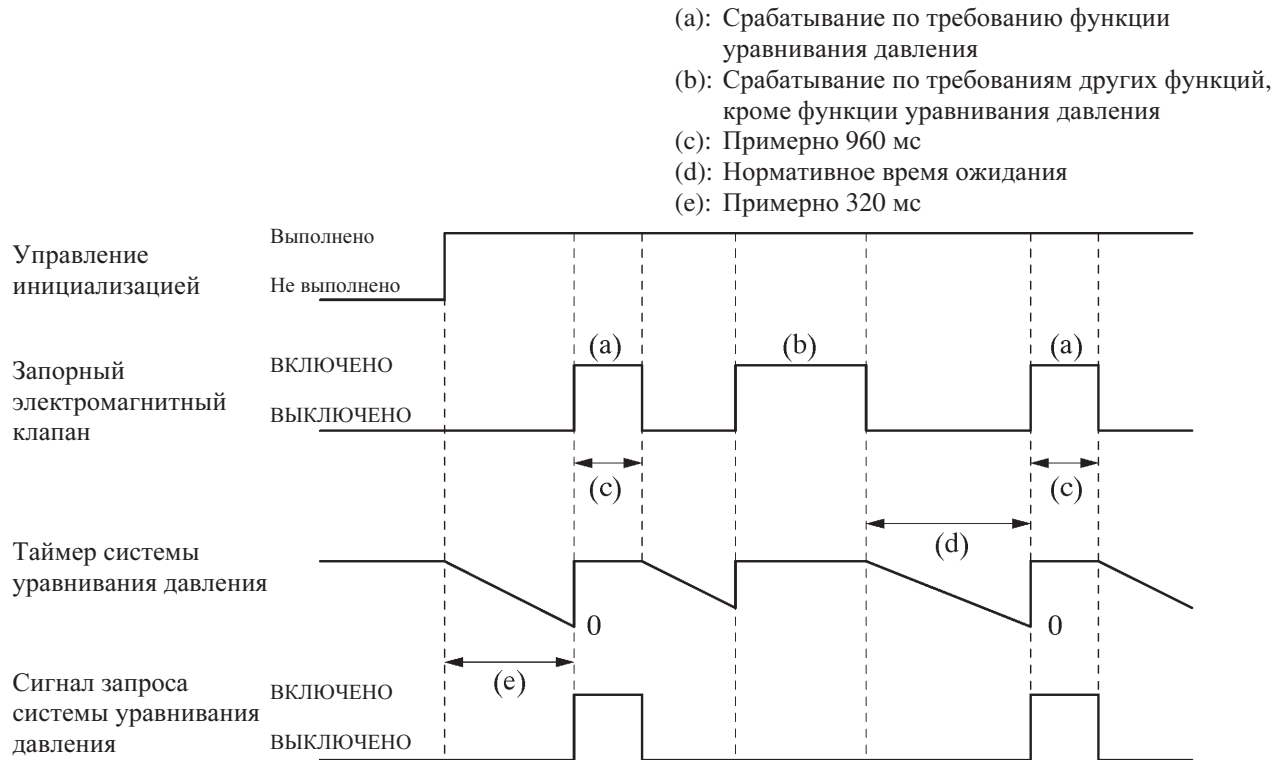 (a): Срабатывание по требованию функции
уравнивания давления
(b): Срабатывание по требованиям других функций,
кроме функции уравнивания давления
(c): Примерно 960 мс
(d): Нормативное время ожидания
(e): Примерно 320 мс
Управление
инициализацией
Выполнено
Не выполнено
Запорный
электромагнитный
клапан
ВКЛЮЧЕНО
ВЫКЛЮЧЕНО
(a)
(b)
(a)
(c)
(c)
Таймер системы
уравнивания давления
(d)
0
0
(e)
Сигнал запроса
системы уравнивания
давления
ВКЛЮЧЕНО
ВЫКЛЮЧЕНО